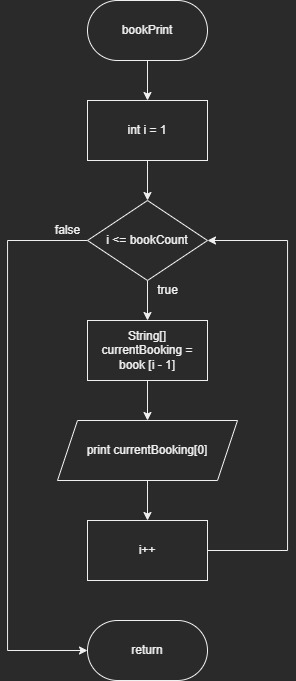 bookPrint
int i = 1
false
i <= bookCount
true
String[]
currentBooking =
book [i - 1]
print currentBooking[0]
i++
return